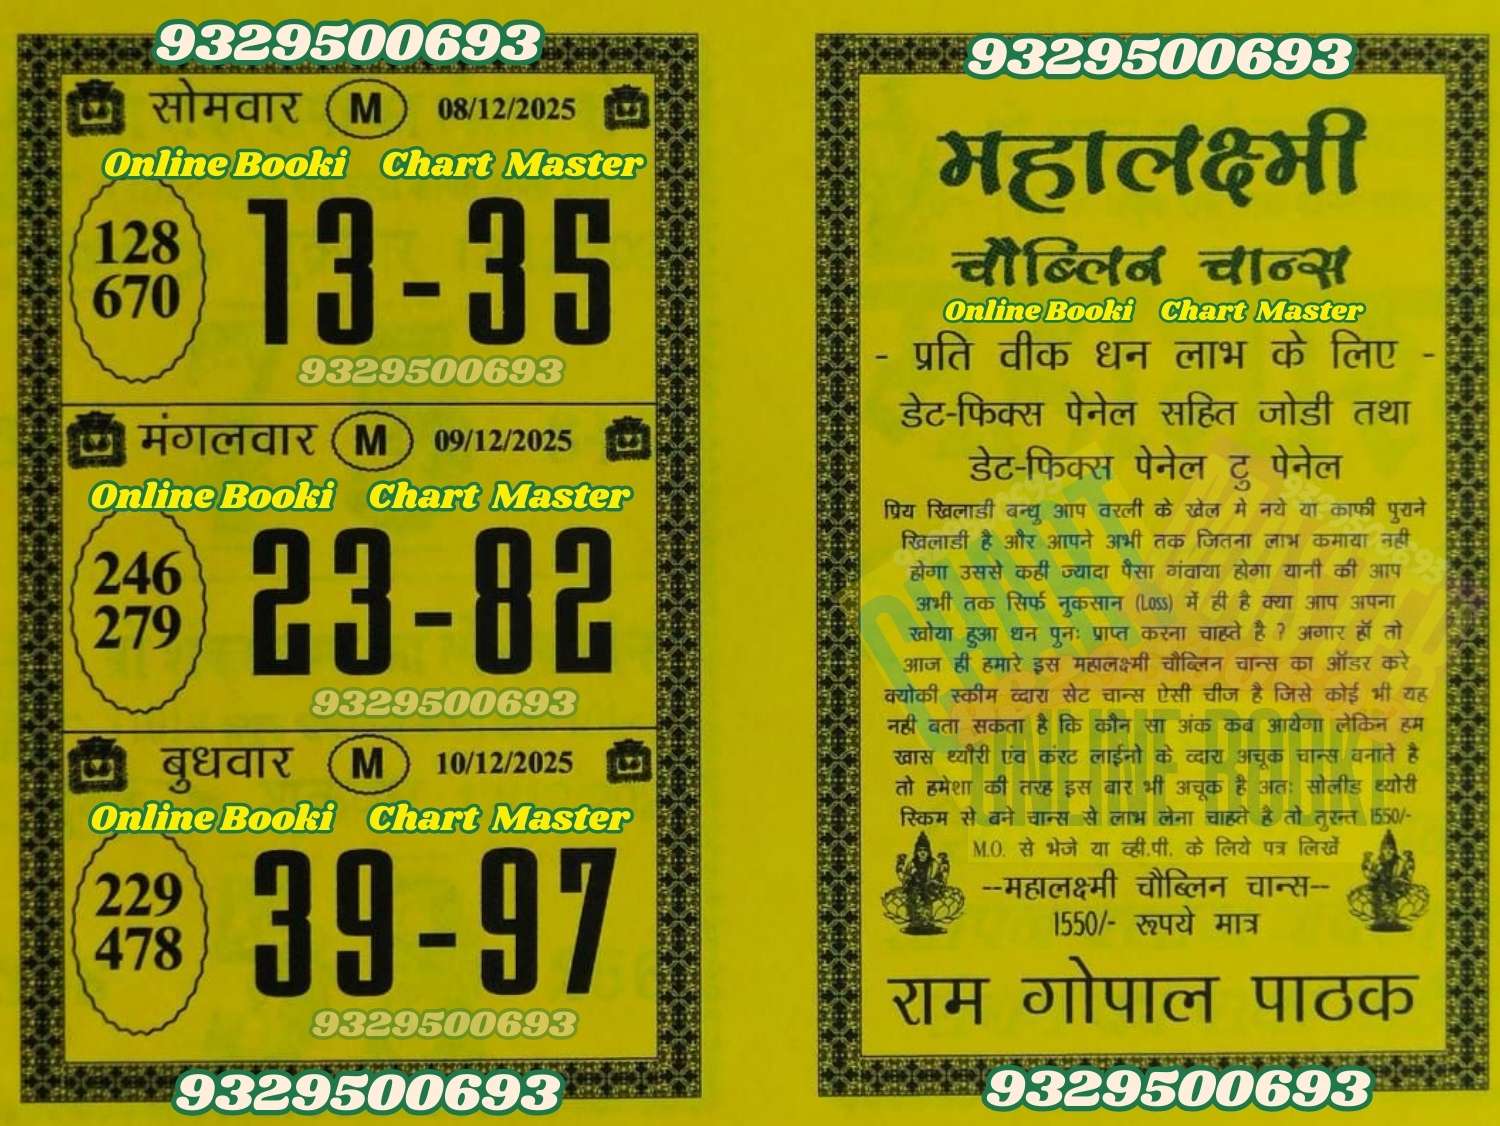 9329500693
सोमवार M 08/12/2025
Online Booki Chart Master
128
670
13-35
9329500693
मंगलवार M 09/12/2025
Online Booki Chart Master
246
279
23-82
9329500693
बुधवार M 10/12/2025
Online Booki Chart Master
229
478
39-97
9329500693
9329500693
9329500693
महालक्ष्मी
चौब्लिन चान्स
Online Booki Chart Master
- प्रति वीक धन लाभ के लिए -
डेट-फिक्स पेनेल सहित जोडी तथा
डेट-फिक्स पेनेल टु पेनेल
प्रिय खिलाडी बन्धु आप वरली के खेल मे नये या काफी पुराने
खिलाडी है और आपने अभी तक जितना लाभ कमाया नही
होगा उससे कही ज्यादा पैसा गंवाया होगा यानी की आप
अभी तक सिर्फ नुकसान (Loss) में ही है क्या आप अपना
खोया हुआ धन पुनः प्राप्त करना चाहते है ? अगार हॉ तो
आज ही हमारे इस महालक्ष्मी चौब्लिन चान्स का ऑडर करे
क्योकी स्कीम व्दारा सेट चान्स ऐसी चीज है जिसे कोई भी यह
नही बता सकता है कि कौन सा अंक कब आयेगा लेकिन हम
खास थ्यौरी एंव करंट लाईनो के व्दारा अचूक चान्स बनाते है
तो हमेशा की तरह इस बार भी अचूक है अतः सोलीड थ्योरी
स्किम से बने चान्स से लाभ लेना चाहते है तो तुरन्त 1550/-
M.O. से भेजे या व्ही.पी. के लिये पत्र लिखें
--महालक्ष्मी चौब्लिन चान्स--
1550/- रूपये मात्र
राम गोपाल पाठक
9329500693